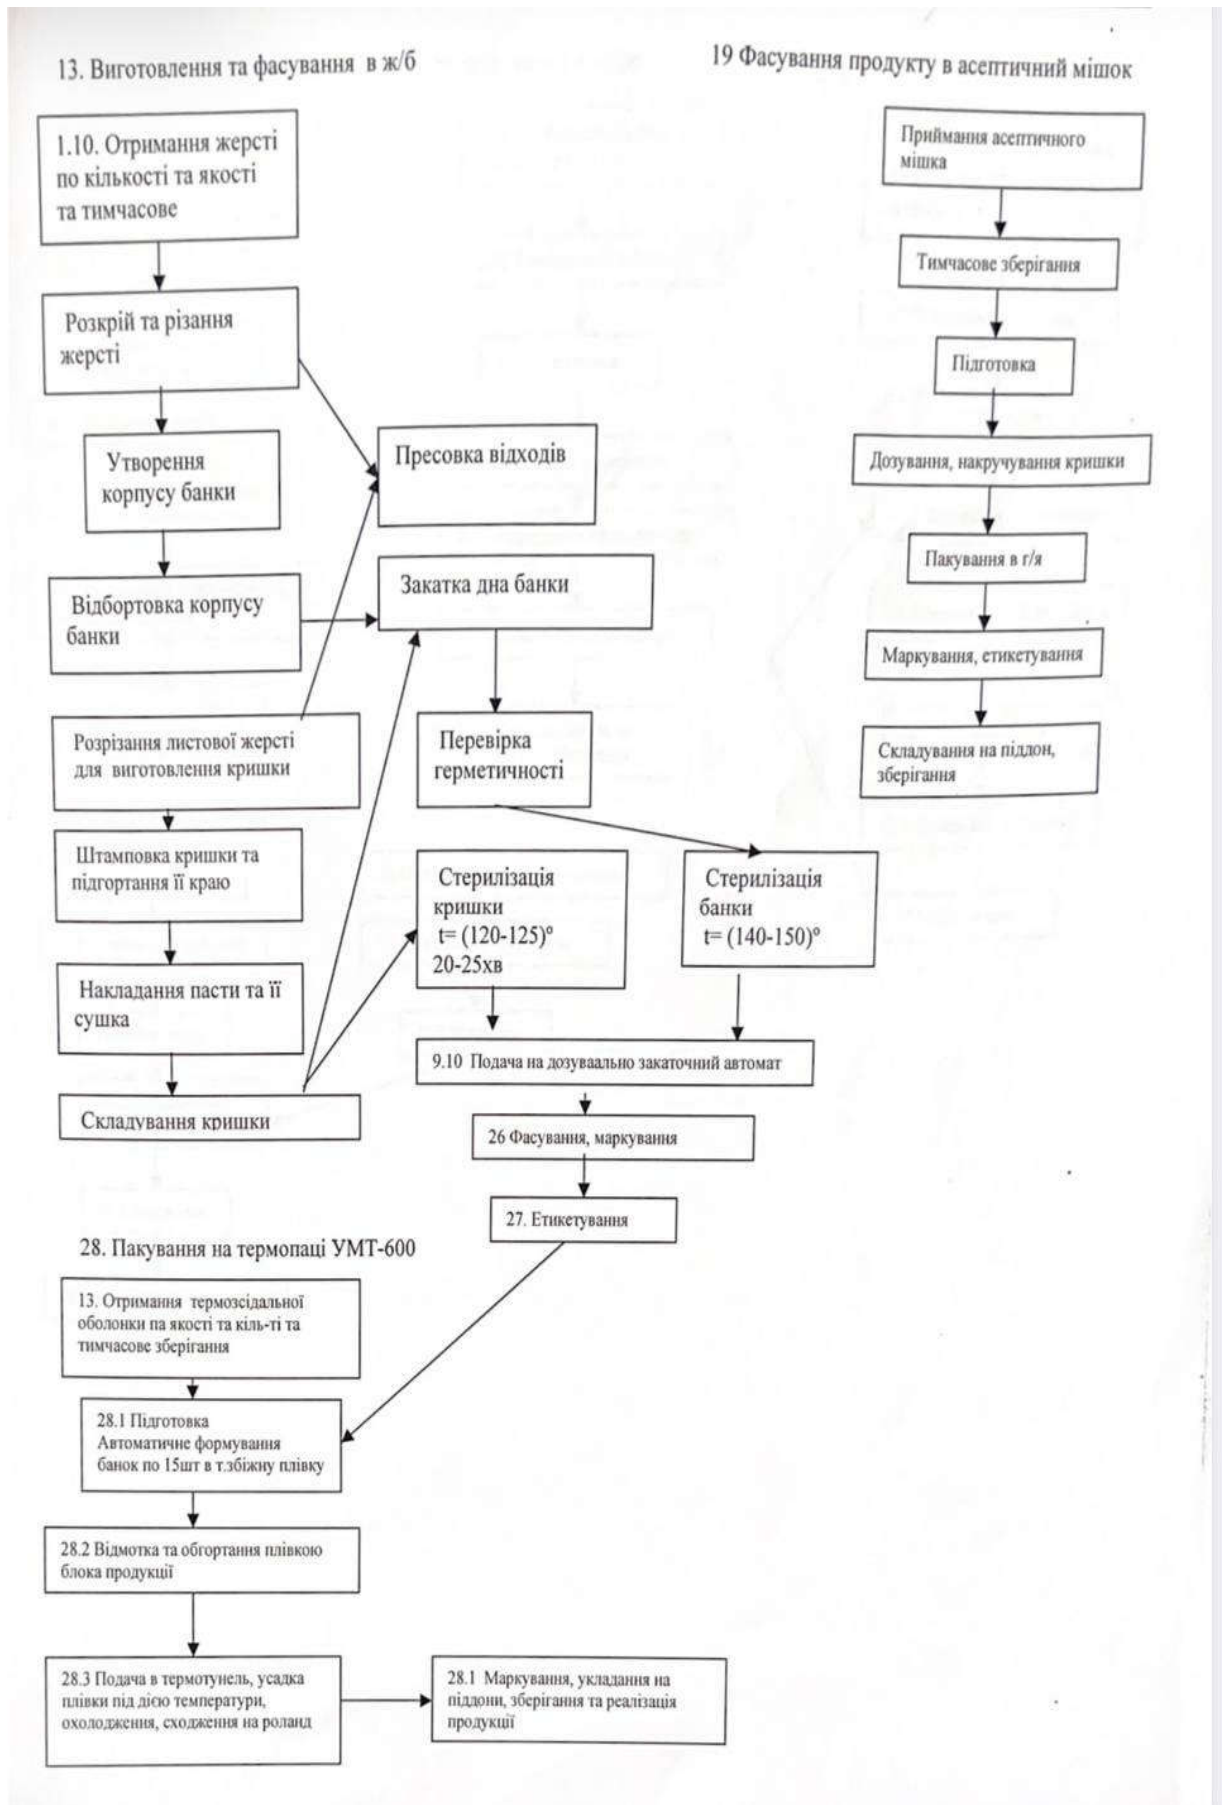 13. Виготовлення та фасування в ж/б
1.10. Отримання жерсті
по кількості та якості
та тимчасове
Розкрій та різання
жерсті
Утворення
корпусу банки
Пресовка відходів
Відбортовка корпусу
банки
Закатка дна банки
Розрізання листової жерсті
для виготовлення кришки
Перевірка
герметичності
Штамповка кришки та
підгортання її краю
Стерилізація
кришки
t= (120-125)º
20-25хв
Стерилізація
банки
t= (140-150)º
Накладання пасти та її
сушка
Складування кришки
9.10 Подача на дозуваально закаточний автомат
26 Фасування, маркування
27. Етикетування
19 Фасування продукту в асептичний мішок
Приймання асептичного
мішка
Тимчасове зберігання
Підготовка
Дозування, накручування кришки
Пакування в г/я
Маркування, етикетування
Складування на піддон,
зберігання
28. Пакування на термопаці УМТ-600
13. Отримання термозсідальної
оболонки па якості та кіль-ті та
тимчасове зберігання
28.1 Підготовка
Автоматичне формування
банок по 15шт в т.збіжну плівку
28.2 Відмотка та обгортання плівкою
блока продукції
28.3 Подача в термотунель, усадка
плівки під дією температури,
охолодження, сходження на роланд
28.1 Маркування, укладання на
піддони, зберігання та реалізація
продукції